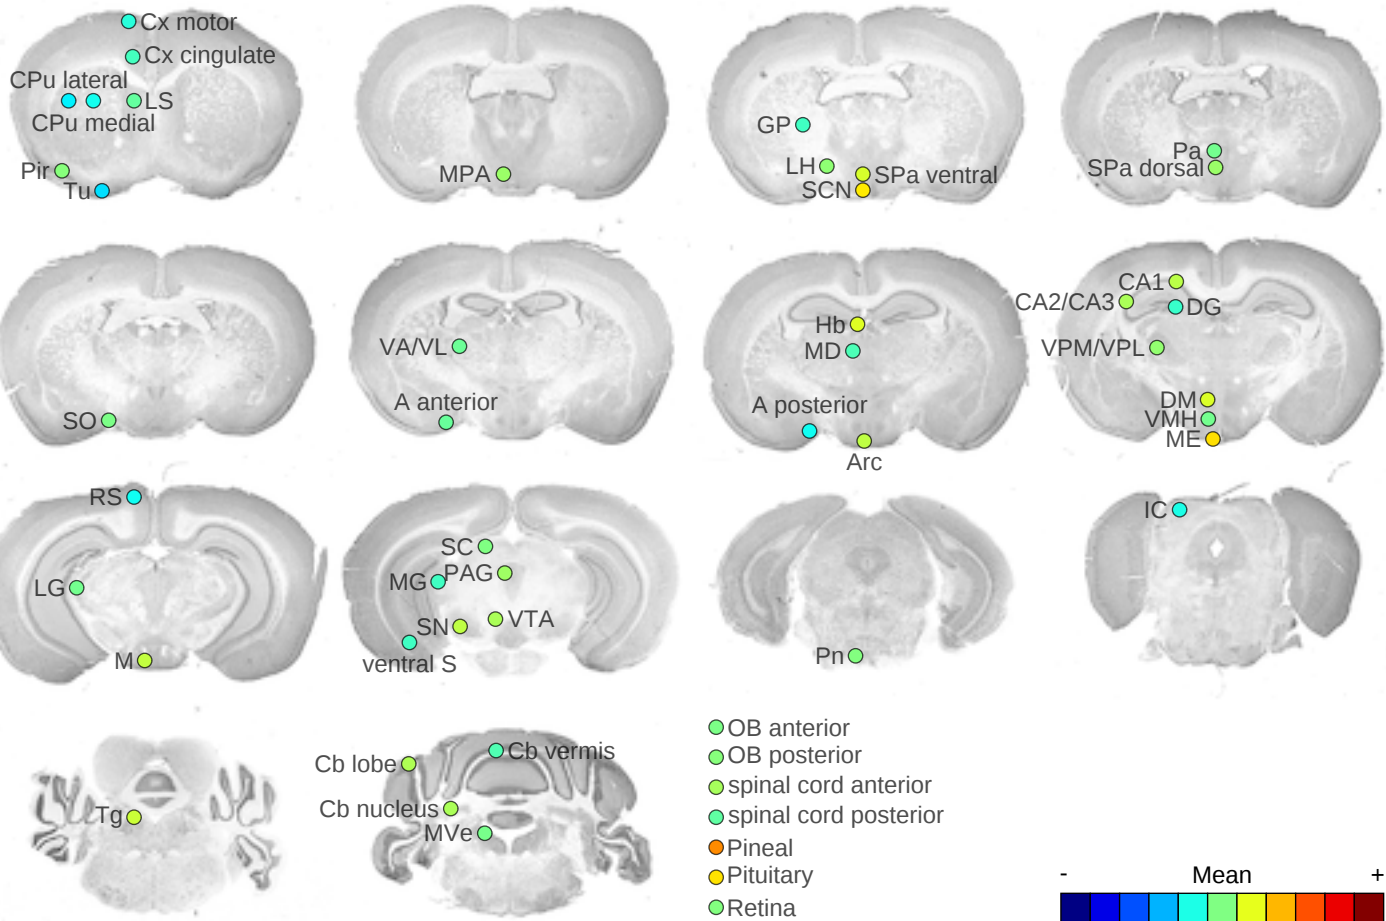 Cx motor
Cx cingulate
CPu lateral
LS
CPu medial
Pir
Tu
MPA
GP
LH
SPa ventral
SCN
Pa
SPa dorsal
SO
VA/VL
A anterior
Hb
MD
A posterior
Arc
CA1
CA2/CA3
DG
VPM/VPL
DM
VMH
ME
RS
LG
M
SC
MG
PAG
SN
VTA
ventral S
Pn
IC
Tg
Cb lobe
Cb vermis
Cb nucleus
MVe
OB anterior
OB posterior
spinal cord anterior
spinal cord posterior
Pineal
Pituitary
Retina
- Mean +